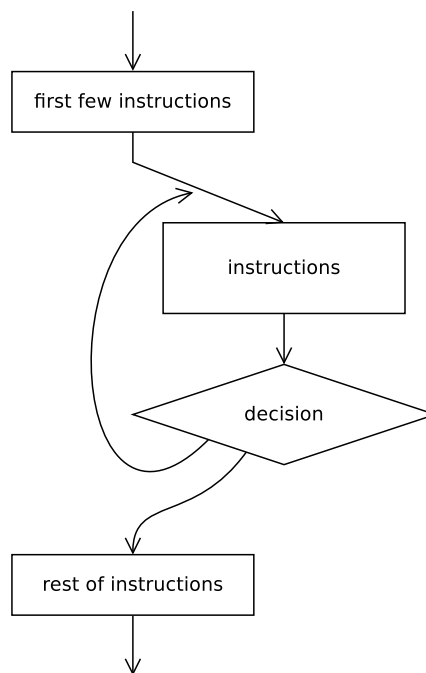 first few instructions
instructions
decision
rest of instructions